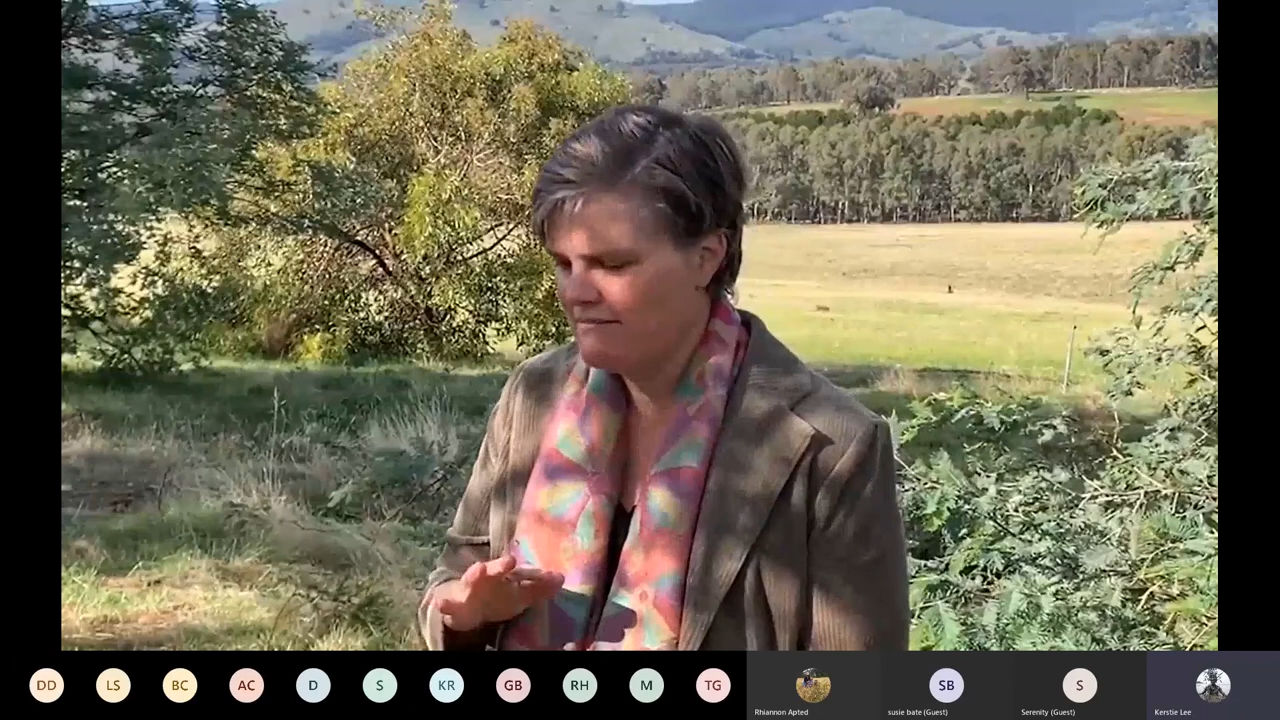 DD LS BC AC D S KR GB RH M TG SB S
Rhiannon Apted susie bate (Guest) Serenity (Guest) Kerstie Lee